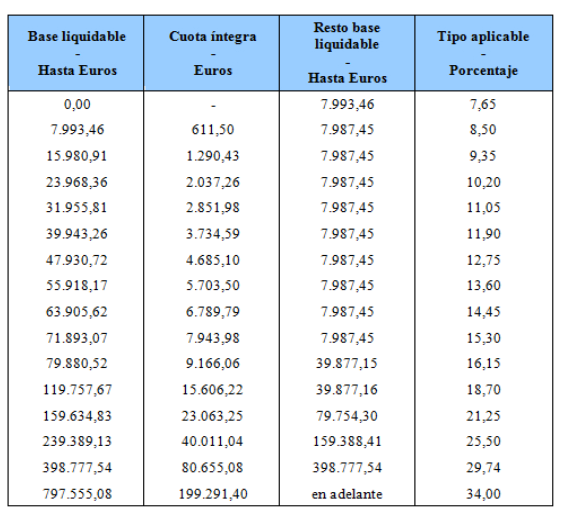 Base liquidable - Hasta Euros | Cuota íntegra - Euros | Resto base liquidable - Hasta Euros | Tipo aplicable - Porcentaje
0,00 - 7.993,46 7,65
7.993,46 611,50 7.987,45 8,50
15.980,91 1.290,43 7.987,45 9,35
23.968,36 2.037,26 7.987,45 10,20
31.955,81 2.851,98 7.987,45 11,05
39.943,26 3.734,59 7.987,45 11,90
47.930,72 4.685,10 7.987,45 12,75
55.918,17 5.703,50 7.987,45 13,60
63.905,62 6.789,79 7.987,45 14,45
71.893,07 7.943,98 7.987,45 15,30
79.880,52 9.166,06 39.877,15 16,15
119.757,67 15.606,22 39.877,16 18,70
159.634,83 23.063,25 79.754,30 21,25
239.389,13 40.011,04 159.388,41 25,50
398.777,54 80.655,08 398.777,54 29,74
797.555,08 199.291,40 en adelante 34,00